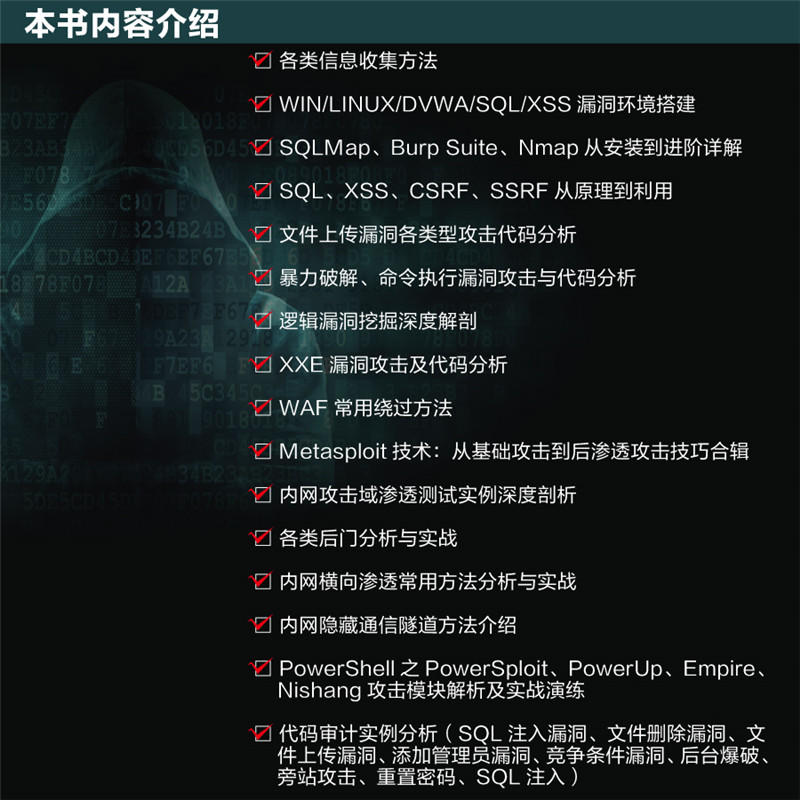 本书内容介绍
各类信息收集方法
WIN/LINUX/DVWA/SQL/XSS 漏洞环境搭建
SQLMap、Burp Suite、Nmap 从安装到进阶详解
SQL、XSS、CSRF、SSRF 从原理到利用
文件上传漏洞各类型攻击代码分析
暴力破解、命令执行漏洞攻击与代码分析
逻辑漏洞挖掘深度解剖
XXE 漏洞攻击及代码分析
WAF 常用绕过方法
Metasploit 技术：从基础攻击到后渗透攻击技巧合辑
内网攻击域渗透测试实例深度剖析
各类后门分析与实战
内网横向渗透常用方法分析与实战
内网隐藏通信隧道方法介绍
PowerShell 之 PowerSploit、PowerUp、Empire、
Nishang 攻击模块解析及实战演练
代码审计实例分析（ SQL 注入漏洞、文件删除漏洞、文
件上传漏洞、添加管理员漏洞、竞争条件漏洞、后台爆破、
旁站攻击、重置密码、SQL 注入 ）